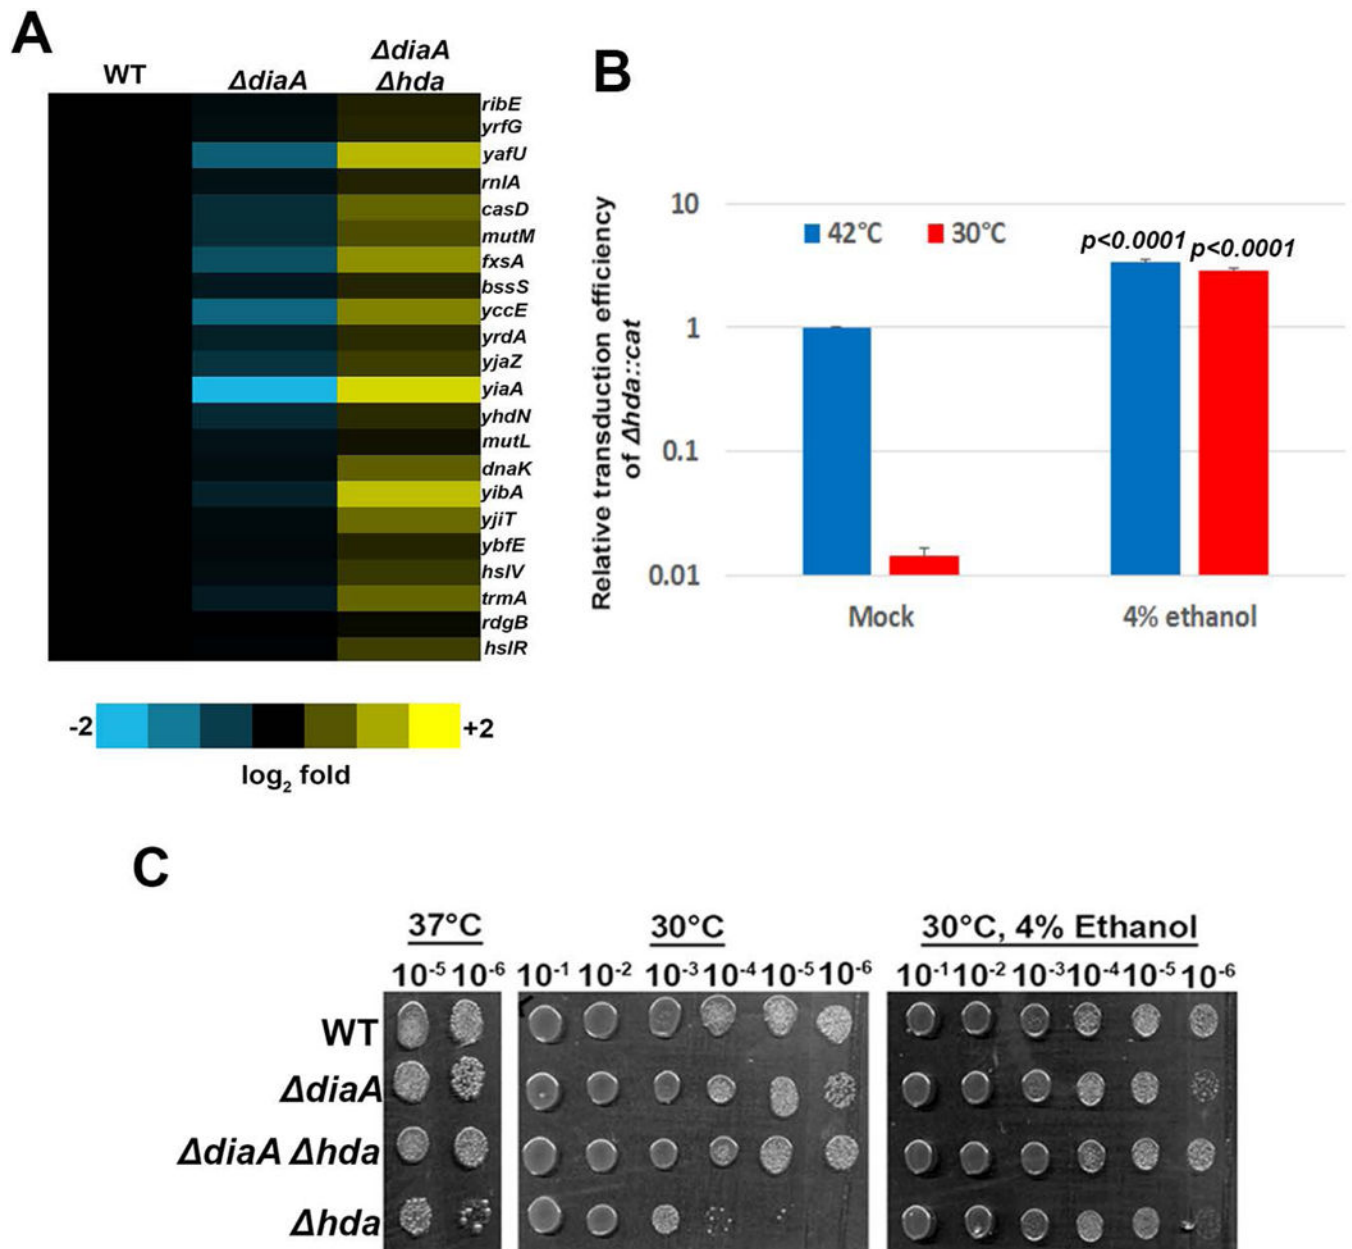 A
WT
ΔdiaA
ΔdiaA
Δhda
ribE
yrfG
yafU
rnlA
casD
mutM
fxsA
bssS
yccE
yrdA
yjaZ
yiaA
yhdN
mutL
dnaK
yibA
yjiT
ybfE
hslV
trmA
rdgB
hslR
-2
+2
log₂ fold
B
Relative transduction efficiency
of Δhda::cat
10
1
0.1
0.01
42°C
30°C
p<0.0001
p<0.0001
Mock
4% ethanol
C
37°C
30°C
30°C, 4% Ethanol
10⁻⁵ 10⁻⁶
10⁻¹ 10⁻² 10⁻³ 10⁻⁴ 10⁻⁵ 10⁻⁶
10⁻¹ 10⁻² 10⁻³ 10⁻⁴ 10⁻⁵ 10⁻⁶
WT
ΔdiaA
ΔdiaA Δhda
Δhda